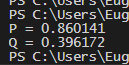 PS C:\Users\Eug
P = 0.860141
Q = 0.396172
PS C:\Users\Eug